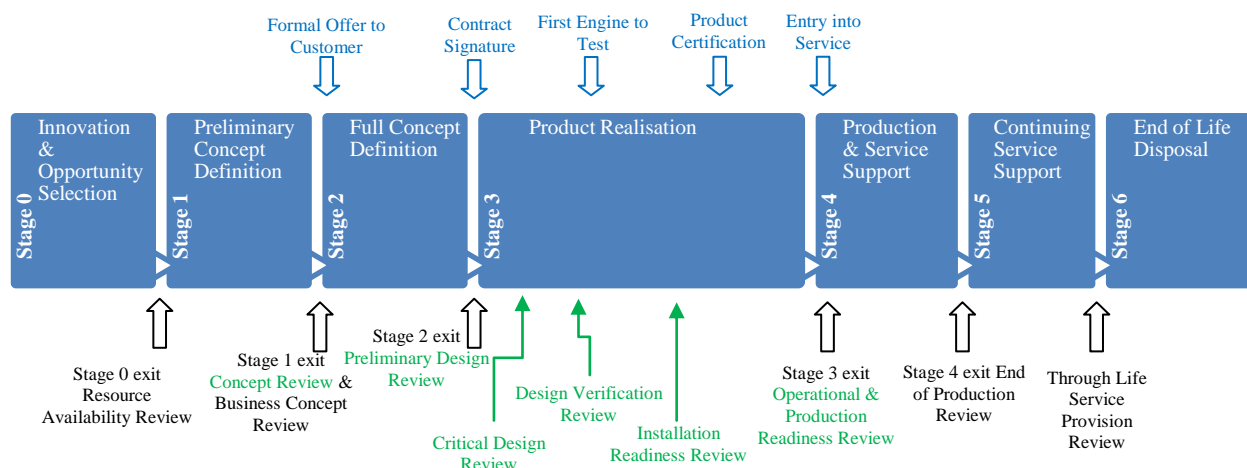 Formal Offer to
Customer
Contract
Signature
First Engine to
Test
Product
Certification
Entry into
Service
Stage 0
Innovation
&
Opportunity
Selection
Stage 1
Preliminary
Concept
Definition
Stage 2
Full Concept
Definition
Stage 3
Product Realisation
Stage 4
Production
& Service
Support
Stage 5
Continuing
Service
Support
Stage 6
End of Life
Disposal
Stage 0 exit
Resource
Availability Review
Stage 1 exit
Concept Review &
Business Concept
Review
Stage 2 exit
Preliminary Design
Review
Critical Design
Review
Design Verification
Review
Installation
Readiness Review
Stage 3 exit
Operational &
Production
Readiness Review
Stage 4 exit End
of Production
Review
Through Life
Service
Provision
Review